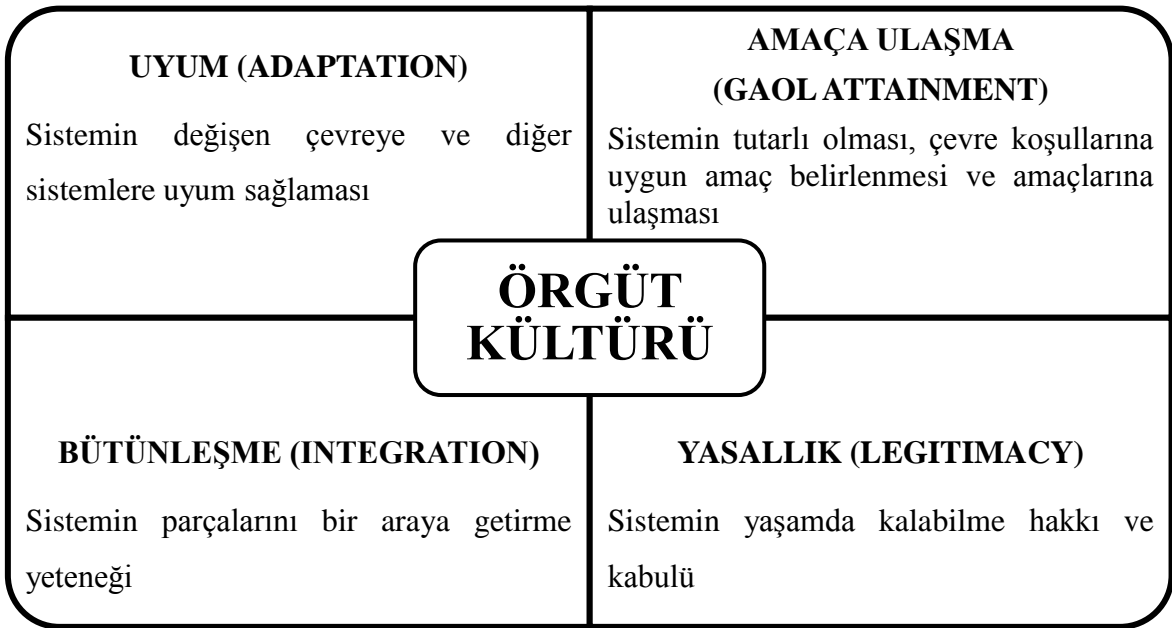 UYUM (ADAPTATION)
Sistemin değişen çevreye ve diğer
sistemlere uyum sağlaması
AMAÇA ULAŞMA
(GAOL ATTAINMENT)
Sistemin tutarlı olması, çevre koşullarına
uygun amaç belirlenmesi ve amaçlarına
ulaşması
ÖRGÜT
KÜLTÜRÜ
BÜTÜNLEŞME (INTEGRATION)
Sistemin parçalarını bir araya getirme
yeteneği
YASALLIK (LEGITIMACY)
Sistemin yaşamda kalabilme hakkı ve
kabulü